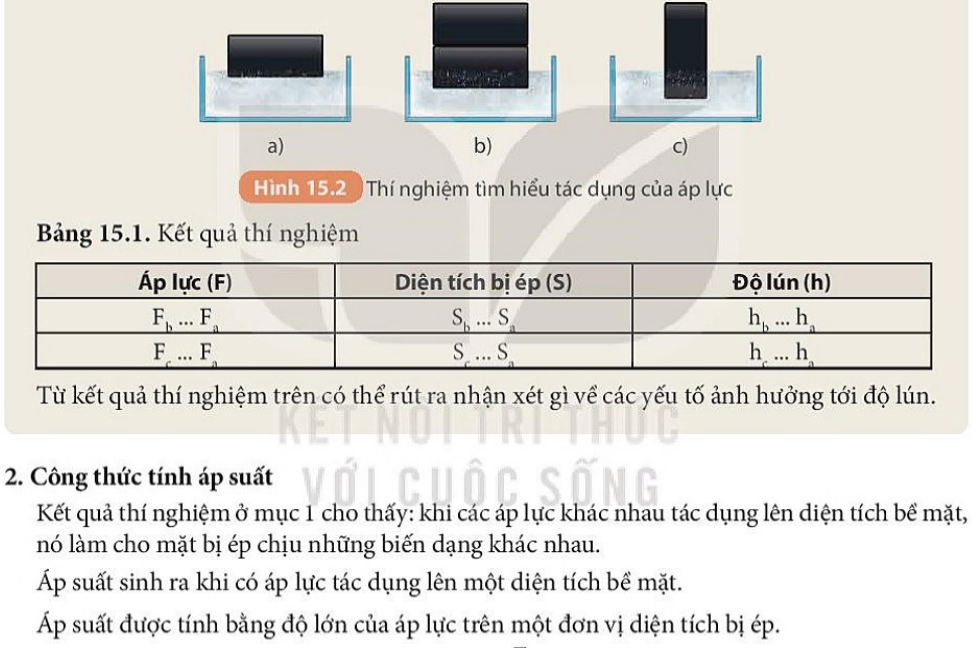 a)
b)
c)
Hình 15.2 Thí nghiệm tìm hiểu tác dụng của áp lực
Bảng 15.1. Kết quả thí nghiệm
Áp lực (F) Diện tích bị ép (S) Độ lún (h)
F_b ... F_a S_b ... S_a h_b ... h_a
F_c ... F_a S_c ... S_a h_c ... h_a
Từ kết quả thí nghiệm trên có thể rút ra nhận xét gì về các yếu tố ảnh hưởng tới độ lún.
KẾT NỐI TRI THỨC
VỚI CUỘC SỐNG
2. Công thức tính áp suất
Kết quả thí nghiệm ở mục 1 cho thấy: khi các áp lực khác nhau tác dụng lên diện tích bề mặt,
nó làm cho mặt bị ép chịu những biến dạng khác nhau.
Áp suất sinh ra khi có áp lực tác dụng lên một diện tích bề mặt.
Áp suất được tính bằng độ lớn của áp lực trên một đơn vị diện tích bị ép.